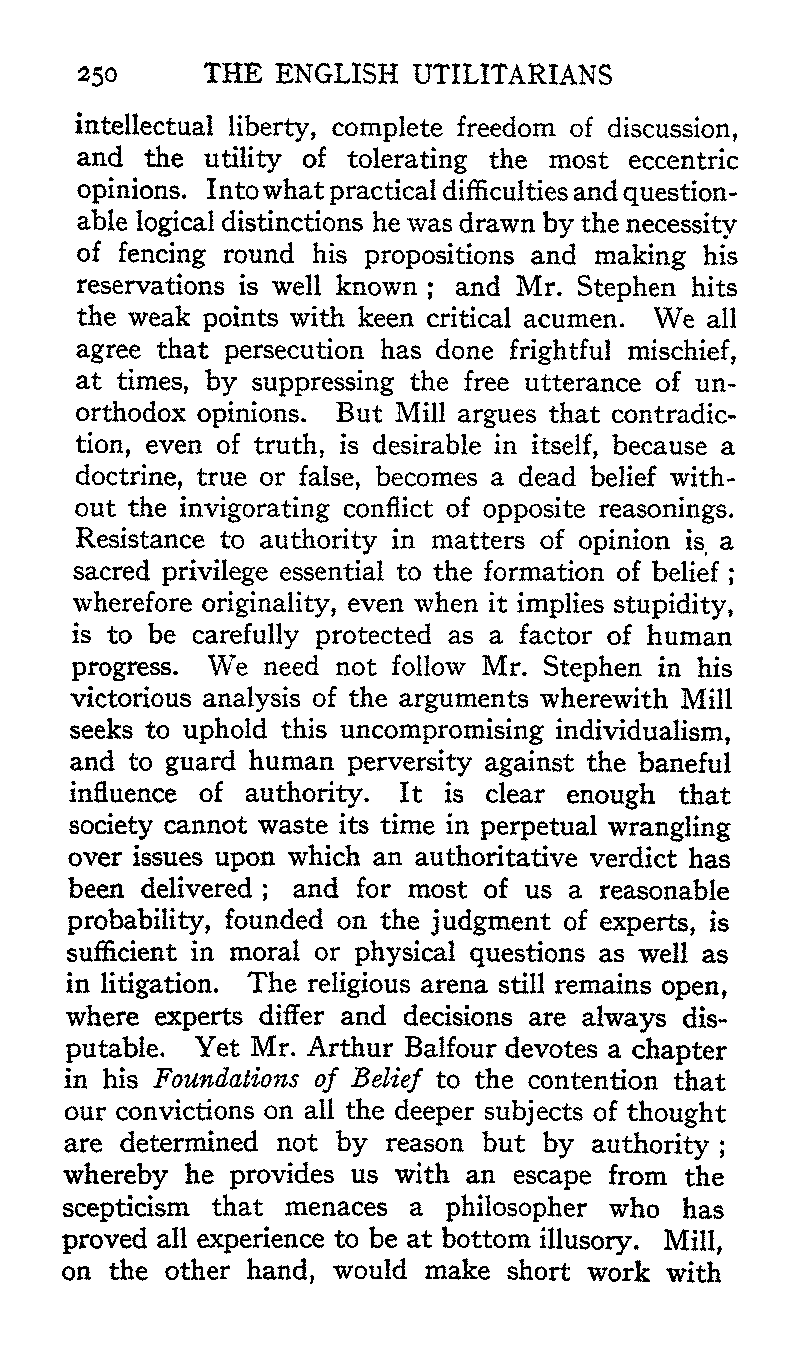 250 THE ENGLISH UTILITARIANS
intellectual liberty, complete freedom of discussion,
and the utility of tolerating the most eccentric
opinions. Into what practical difficulties and question-
able logical distinctions he was drawn by the necessity
of fencing round his propositions and making his
reservations is well known ; and Mr. Stephen hits
the weak points with keen critical acumen. We all
agree that persecution has done frightful mischief,
at times, by suppressing the free utterance of un-
orthodox opinions. But Mill argues that contradic-
tion, even of truth, is desirable in itself, because a
doctrine, true or false, becomes a dead belief with-
out the invigorating conflict of opposite reasonings.
Resistance to authority in matters of opinion is a
sacred privilege essential to the formation of belief ;
wherefore originality, even when it implies stupidity,
is to be carefully protected as a factor of human
progress. We need not follow Mr. Stephen in his
victorious analysis of the arguments wherewith Mill
seeks to uphold this uncompromising individualism,
and to guard human perversity against the baneful
influence of authority. It is clear enough that
society cannot waste its time in perpetual wrangling
over issues upon which an authoritative verdict has
been delivered ; and for most of us a reasonable
probability, founded on the judgment of experts, is
sufficient in moral or physical questions as well as
in litigation. The religious arena still remains open,
where experts differ and decisions are always dis-
putable. Yet Mr. Arthur Balfour devotes a chapter
in his Foundations of Belief to the contention that
our convictions on all the deeper subjects of thought
are determined not by reason but by authority ;
whereby he provides us with an escape from the
scepticism that menaces a philosopher who has
proved all experience to be at bottom illusory. Mill,
on the other hand, would make short work with